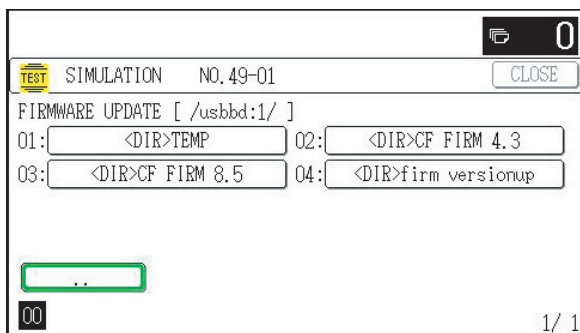 0
TEST SIMULATION NO.49-01 CLOSE
FIRMWARE UPDATE [ /usbbd:1/ ]
01: <DIR>TEMP 02: <DIR>CF FIRM 4.3
03: <DIR>CF FIRM 8.5 04: <DIR>firm versionup
..
00 1/ 1